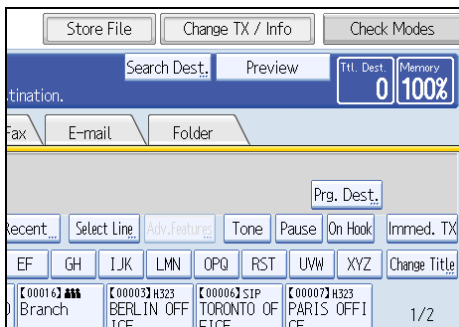 Store File Change TX / Info Check Modes
Search Dest. Preview Ttl. Dest. Memory
tination. 0 100%
Fax E-mail Folder
Prg. Dest.
Recent Select Line Adv.Features Tone Pause On Hook Immed. TX
EF GH IJK LMN OPQ RST UVW XYZ Change Title
【00016】 【00003】H323 【00006】SIP 【00007】H323
Branch BERLIN OFF TORONTO OF PARIS OFFI 1/2
ICE FICE CE